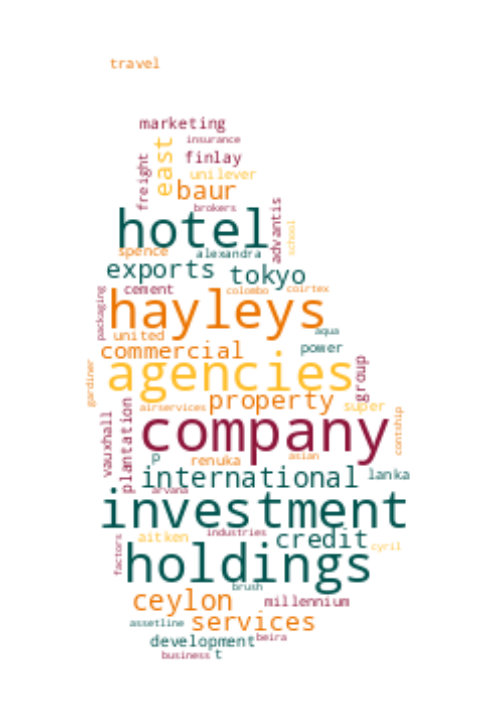 travel
marketing
insurance
east
finlay
freight
unilever
baur
brokers
advantis
hotel
school
spence
alexandra
exports
tokyo
cement
colombo
coirtex
packaging
hayleys
aqua
united
commercial
power
gardiner
agencies
group
airservices
property
super
vauxhall
plantation
company
contship
p
renuka
asian
international
lanka
arvana
investment
aitken
industries
credit
cyril
factors
holdings
brush
ceylon
millennium
assetline
services
development
beira
business
t